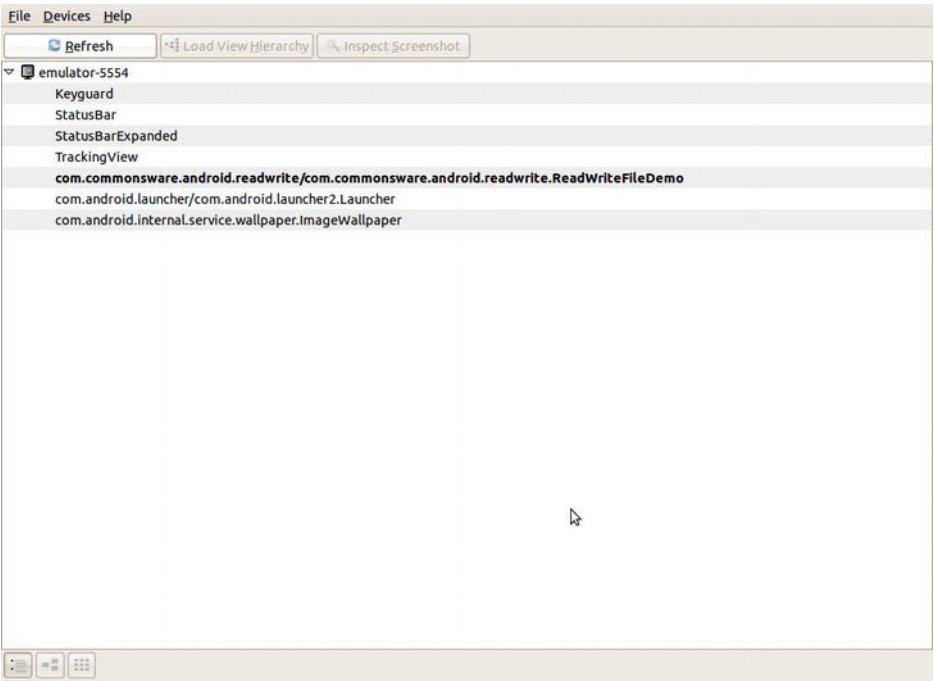 File Devices Help
Refresh Load View Hierarchy Inspect Screenshot
emulator-5554
Keyguard
StatusBar
StatusBarExpanded
TrackingView
com.commonsware.android.readwrite/com.commonsware.android.readwrite.ReadWriteFileDemo
com.android.launcher/com.android.launcher2.Launcher
com.android.internal.service.wallpaper.ImageWallpaper